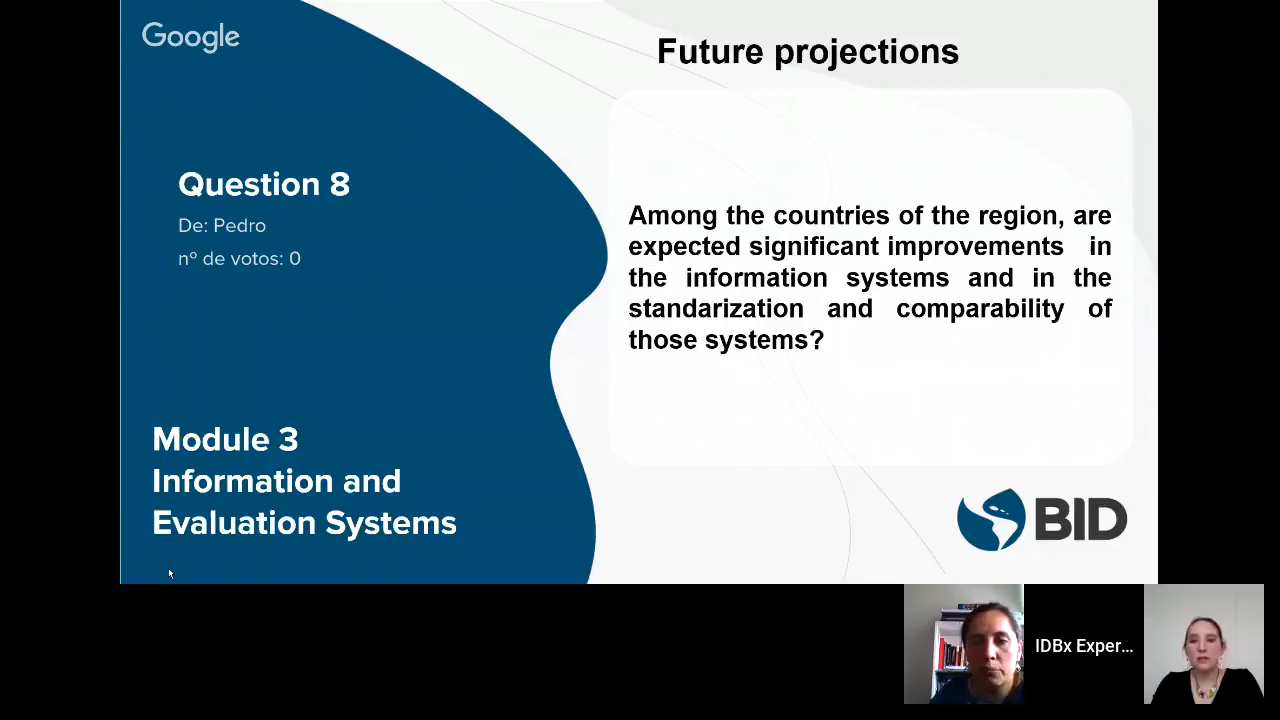 Google
Future projections
Question 8
De: Pedro
nº de votos: 0
Among the countries of the region, are
expected significant improvements in
the information systems and in the
standarization and comparability of
those systems?
Module 3
Information and
Evaluation Systems
BID
IDBx Exper...